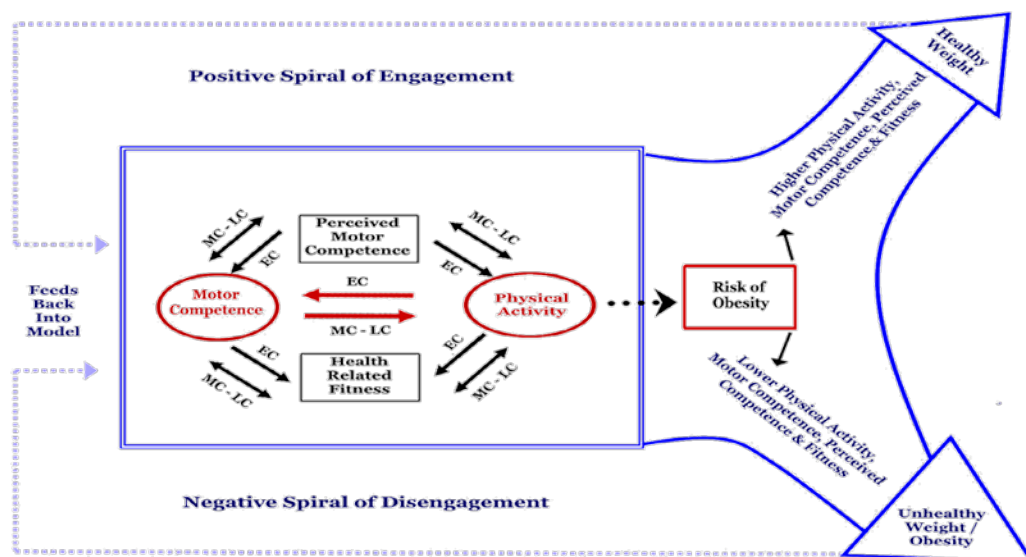 Positive Spiral of Engagement
Healthy
Weight
Higher Physical Activity,
Motor Competence, Perceived
Competence,& Fitness
MC - LC
EC
Perceived
Motor
Competence
MC - LC
EC
Feeds
Back
Into
Model
Motor
Competence
EC
MC - LC
Physical
Activity
Risk of
Obesity
EC
MC - LC
Health
Related
Fitness
EC
MC - LC
Lower Physical Activity,
Motor Competence, Perceived
Competence & Fitness
Negative Spiral of Disengagement
Unhealthy
Weight /
Obesity